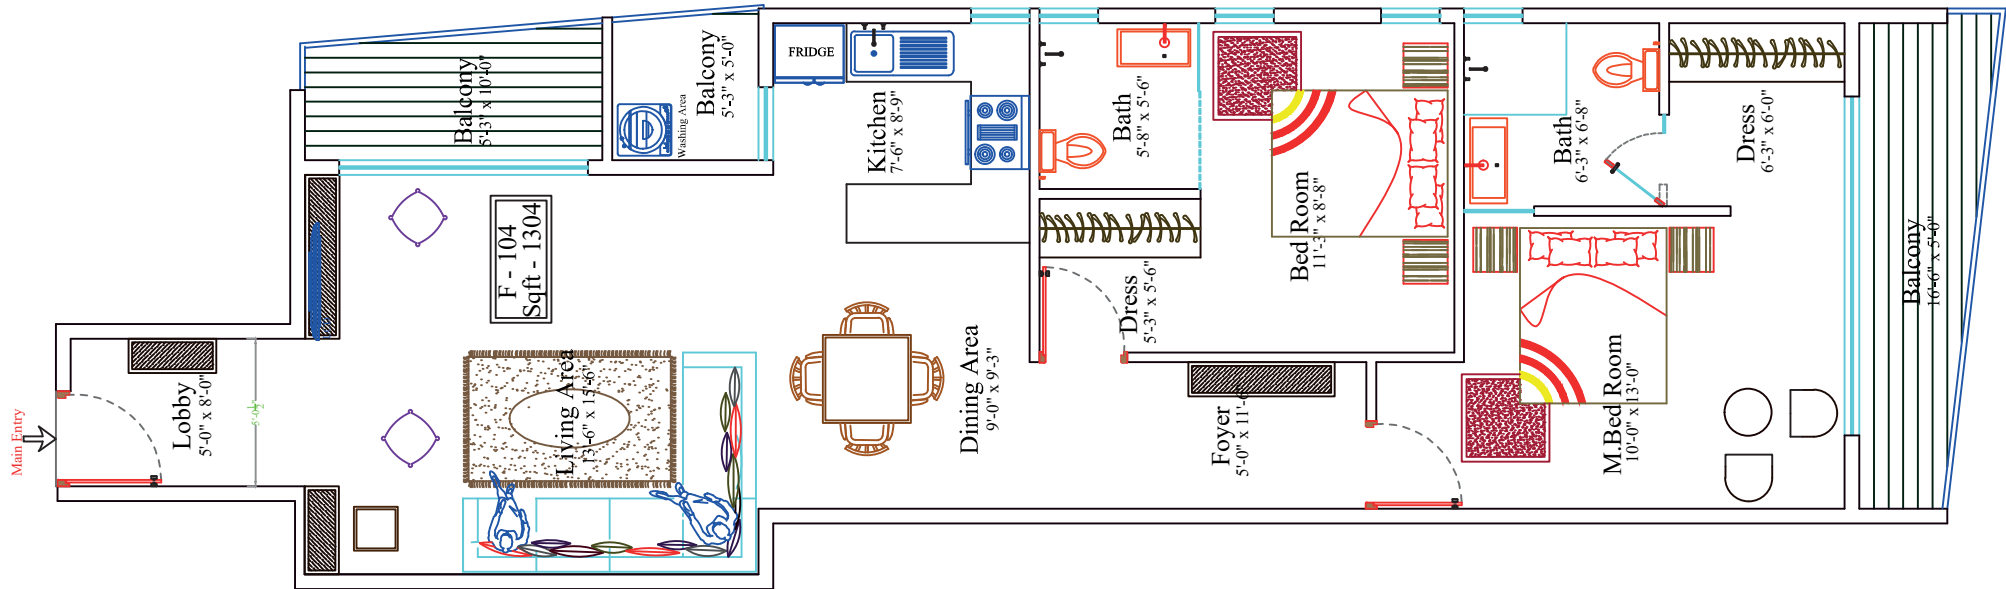 Main Entry
Lobby
5'-0" x 8'-0"
5'-0½"
Balcony
5'-3" x 10'-0"
F - 104
Sqft - 1304
Living Area
13'-6" x 15'-6"
Washing Area
Balcony
5'-3" x 5'-0"
FRIDGE
Kitchen
7'-6" x 8'-9"
Dining Area
9'-0" x 9'-3"
Bath
5'-8" x 5'-6"
Dress
5'-3" x 5'-6"
Foyer
5'-0" x 11'-6"
Bed Room
11'-3" x 8'-8"
Bath
6'-3" x 6'-8"
M.Bed Room
10'-0" x 13'-0"
Dress
6'-3" x 6'-0"
Balcony
16'-6" x 5'-0"